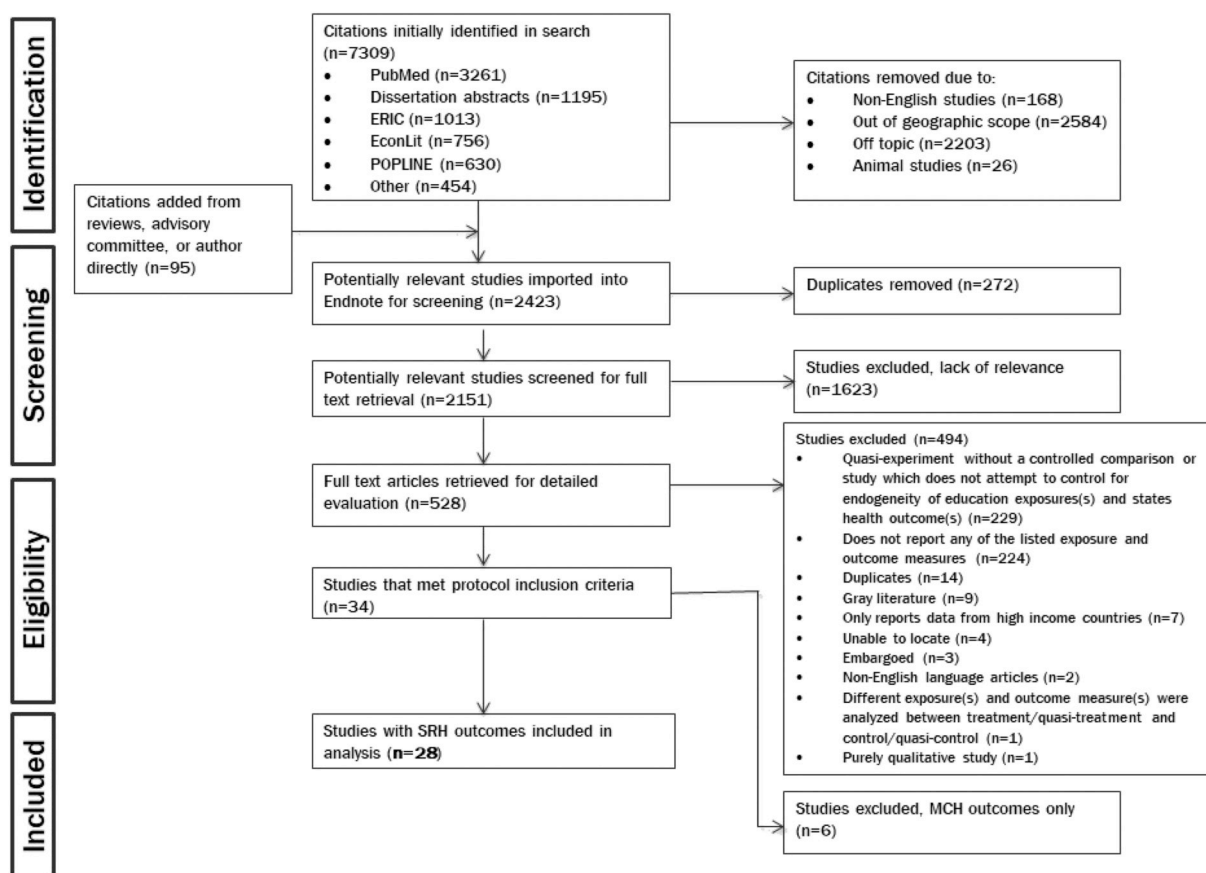 Identification
Citations initially identified in search
(n=7309)
• PubMed (n=3261)
• Dissertation abstracts (n=1195)
• ERIC (n=1013)
• EconLit (n=756)
• POPLINE (n=630)
• Other (n=454)
Citations removed due to:
• Non-English studies (n=168)
• Out of geographic scope (n=2584)
• Off topic (n=2203)
• Animal studies (n=26)
Citations added from
reviews, advisory
committee, or author
directly (n=95)
Screening
Potentially relevant studies imported into
Endnote for screening (n=2423)
Duplicates removed (n=272)
Potentially relevant studies screened for full
text retrieval (n=2151)
Studies excluded, lack of relevance
(n=1623)
Eligibility
Full text articles retrieved for detailed
evaluation (n=528)
Studies excluded (n=494)
• Quasi-experiment without a controlled comparison or
study which does not attempt to control for
endogeneity of education exposures(s) and states
health outcome(s) (n=229)
• Does not report any of the listed exposure and
outcome measures (n=224)
• Duplicates (n=14)
• Gray literature (n=9)
• Only reports data from high income countries (n=7)
• Unable to locate (n=4)
• Embargoed (n=3)
• Non-English language articles (n=2)
• Different exposure(s) and outcome measure(s) were
analyzed between treatment/quasi-treatment and
control/quasi-control (n=1)
• Purely qualitative study (n=1)
Studies that met protocol inclusion criteria
(n=34)
Included
Studies with SRH outcomes included in
analysis (n=28)
Studies excluded, MCH outcomes only
(n=6)